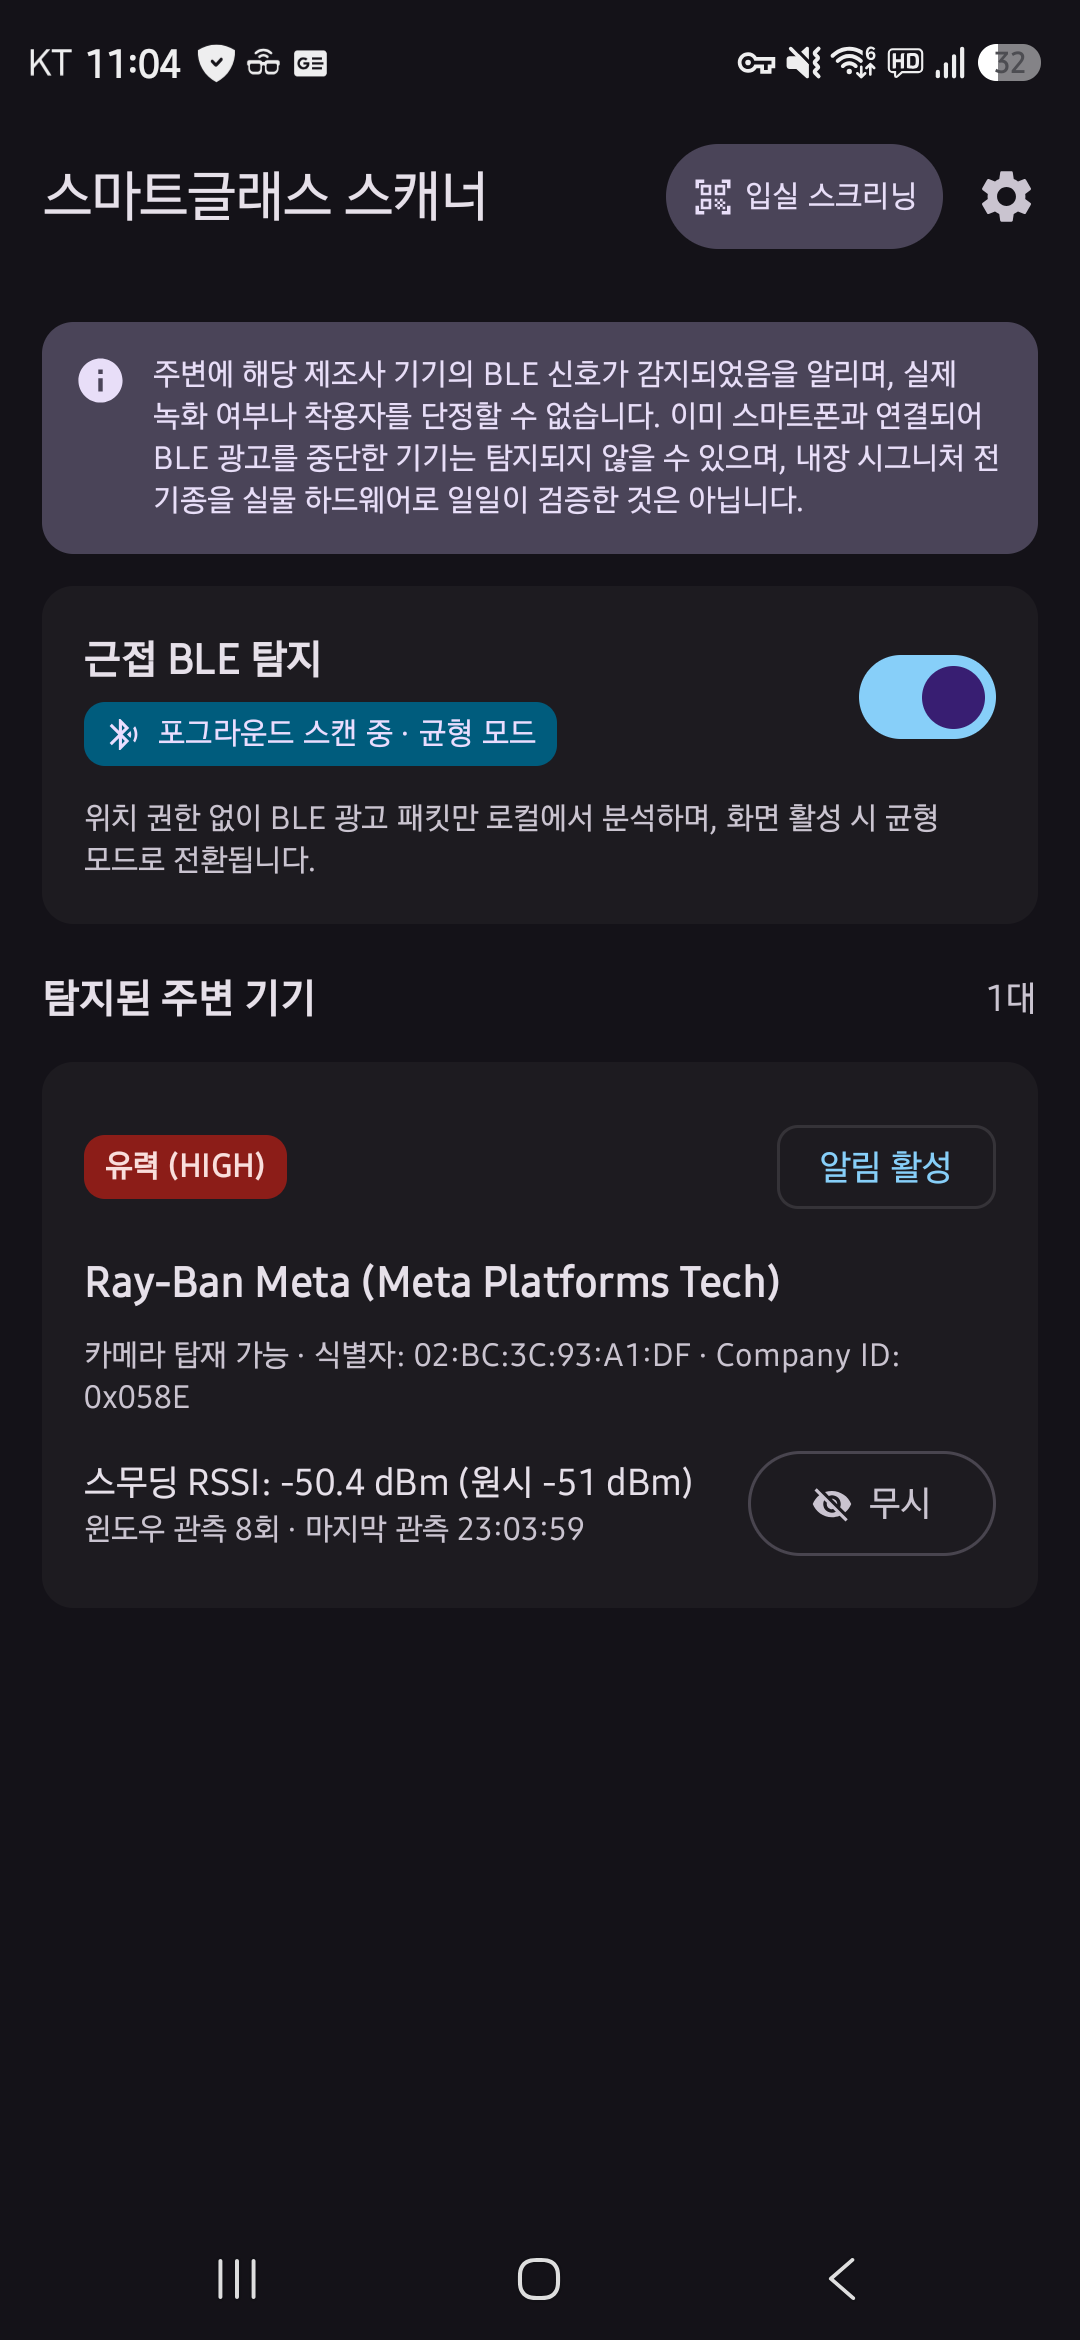 KT 11:04
6 HD 32
스마트글래스 스캐너
입실 스크리닝
주변에 해당 제조사 기기의 BLE 신호가 감지되었음을 알리며, 실제
녹화 여부나 착용자를 단정할 수 없습니다. 이미 스마트폰과 연결되어
BLE 광고를 중단한 기기는 탐지되지 않을 수 있으며, 내장 시그니처 전
기종을 실물 하드웨어로 일일이 검증한 것은 아닙니다.
근접 BLE 탐지
포그라운드 스캔 중 · 균형 모드
위치 권한 없이 BLE 광고 패킷만 로컬에서 분석하며, 화면 활성 시 균형
모드로 전환됩니다.
탐지된 주변 기기
1대
유력 (HIGH)
알림 활성
Ray-Ban Meta (Meta Platforms Tech)
카메라 탑재 가능 · 식별자: 02:BC:3C:93:A1:DF · Company ID:
0x058E
스무딩 RSSI: -50.4 dBm (원시 -51 dBm)
윈도우 관측 8회 · 마지막 관측 23:03:59
무시